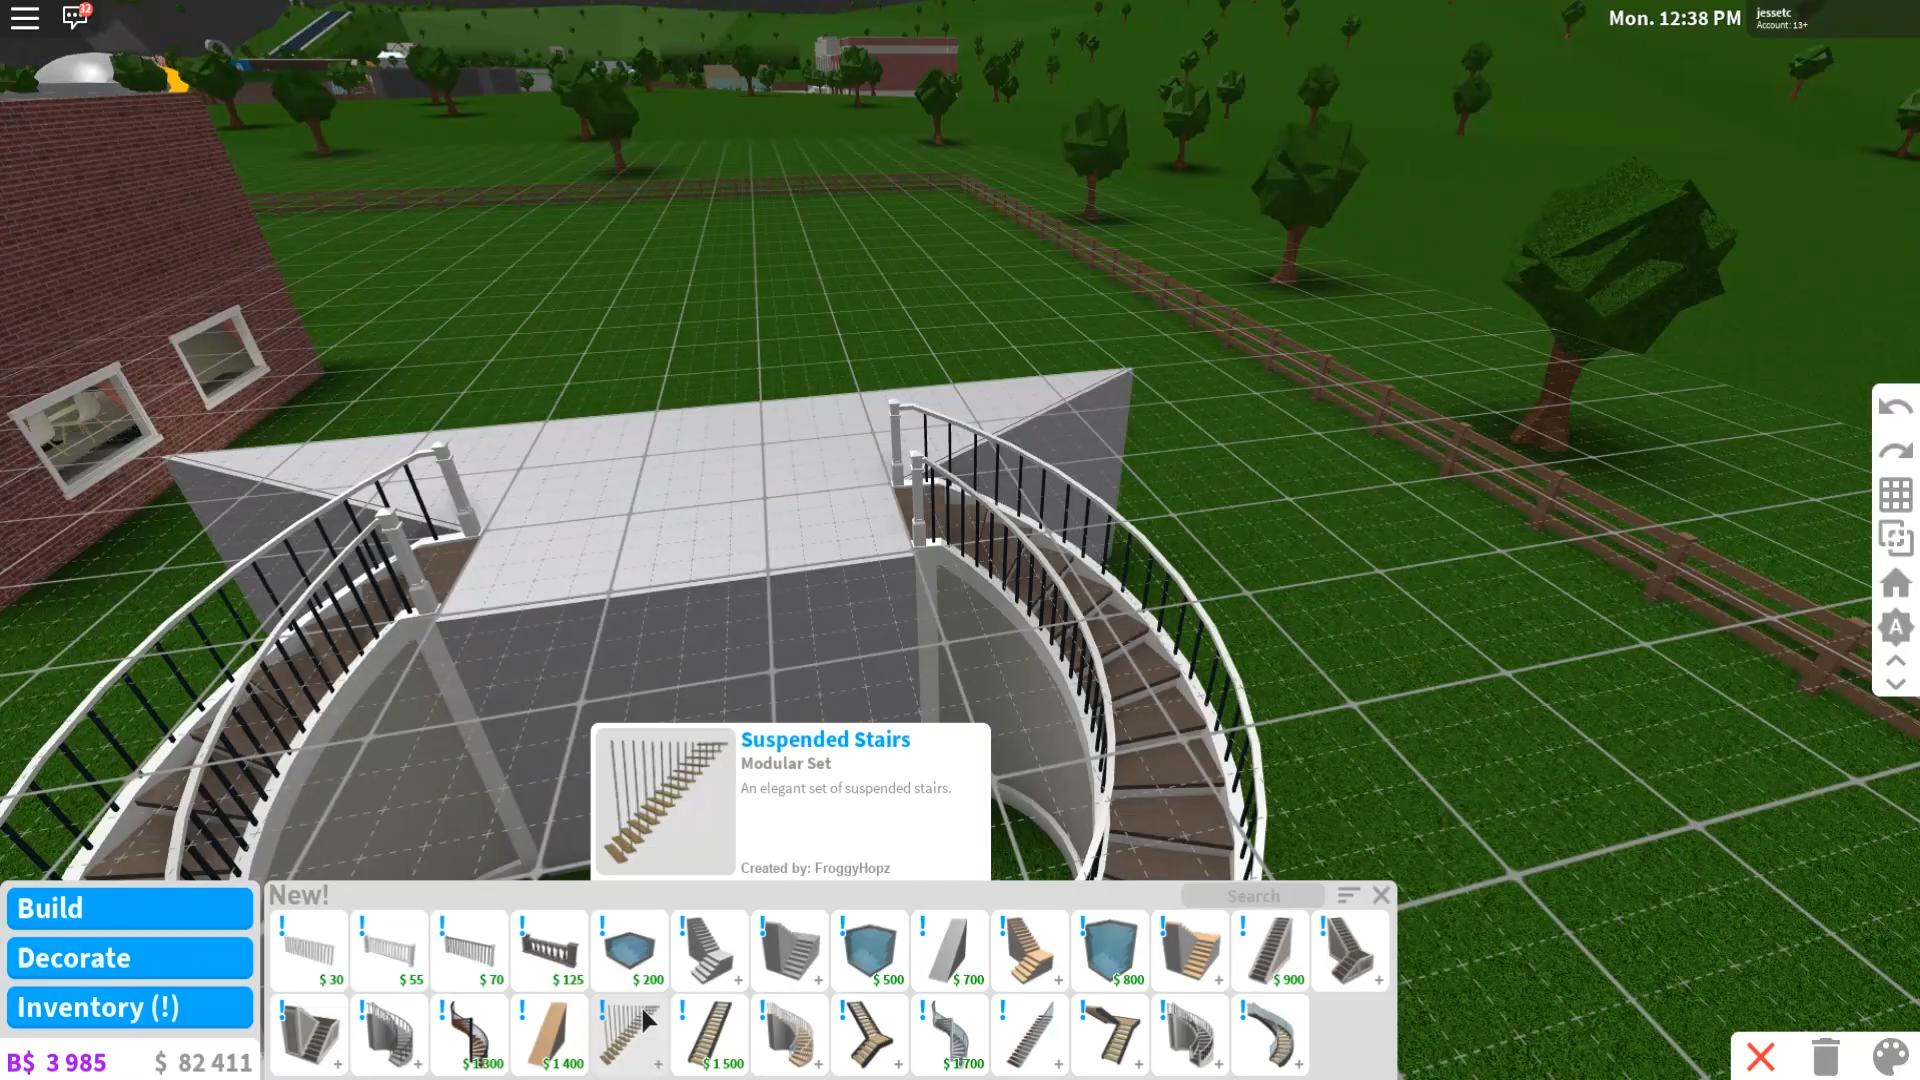 32
Mon. 12:38 PM
jessetc
Account: 13+
A
Suspended Stairs
Modular Set
An elegant set of suspended stairs.
Created by: FroggyHopz
New!
Search
Build
Decorate
Inventory (!)
B$ 3 985 $ 82 411
! ! ! ! ! ! ! ! ! ! ! ! ! !
$ 30 $ 55 $ 70 $ 125 $ 200 + + $ 500 $ 700 + $ 800 + $ 900 +
! ! ! ! ! ! ! ! ! ! ! ! !
+ + $ 1 300 $ 1 400 + $ 1 500 + + $ 1 700 + + + +